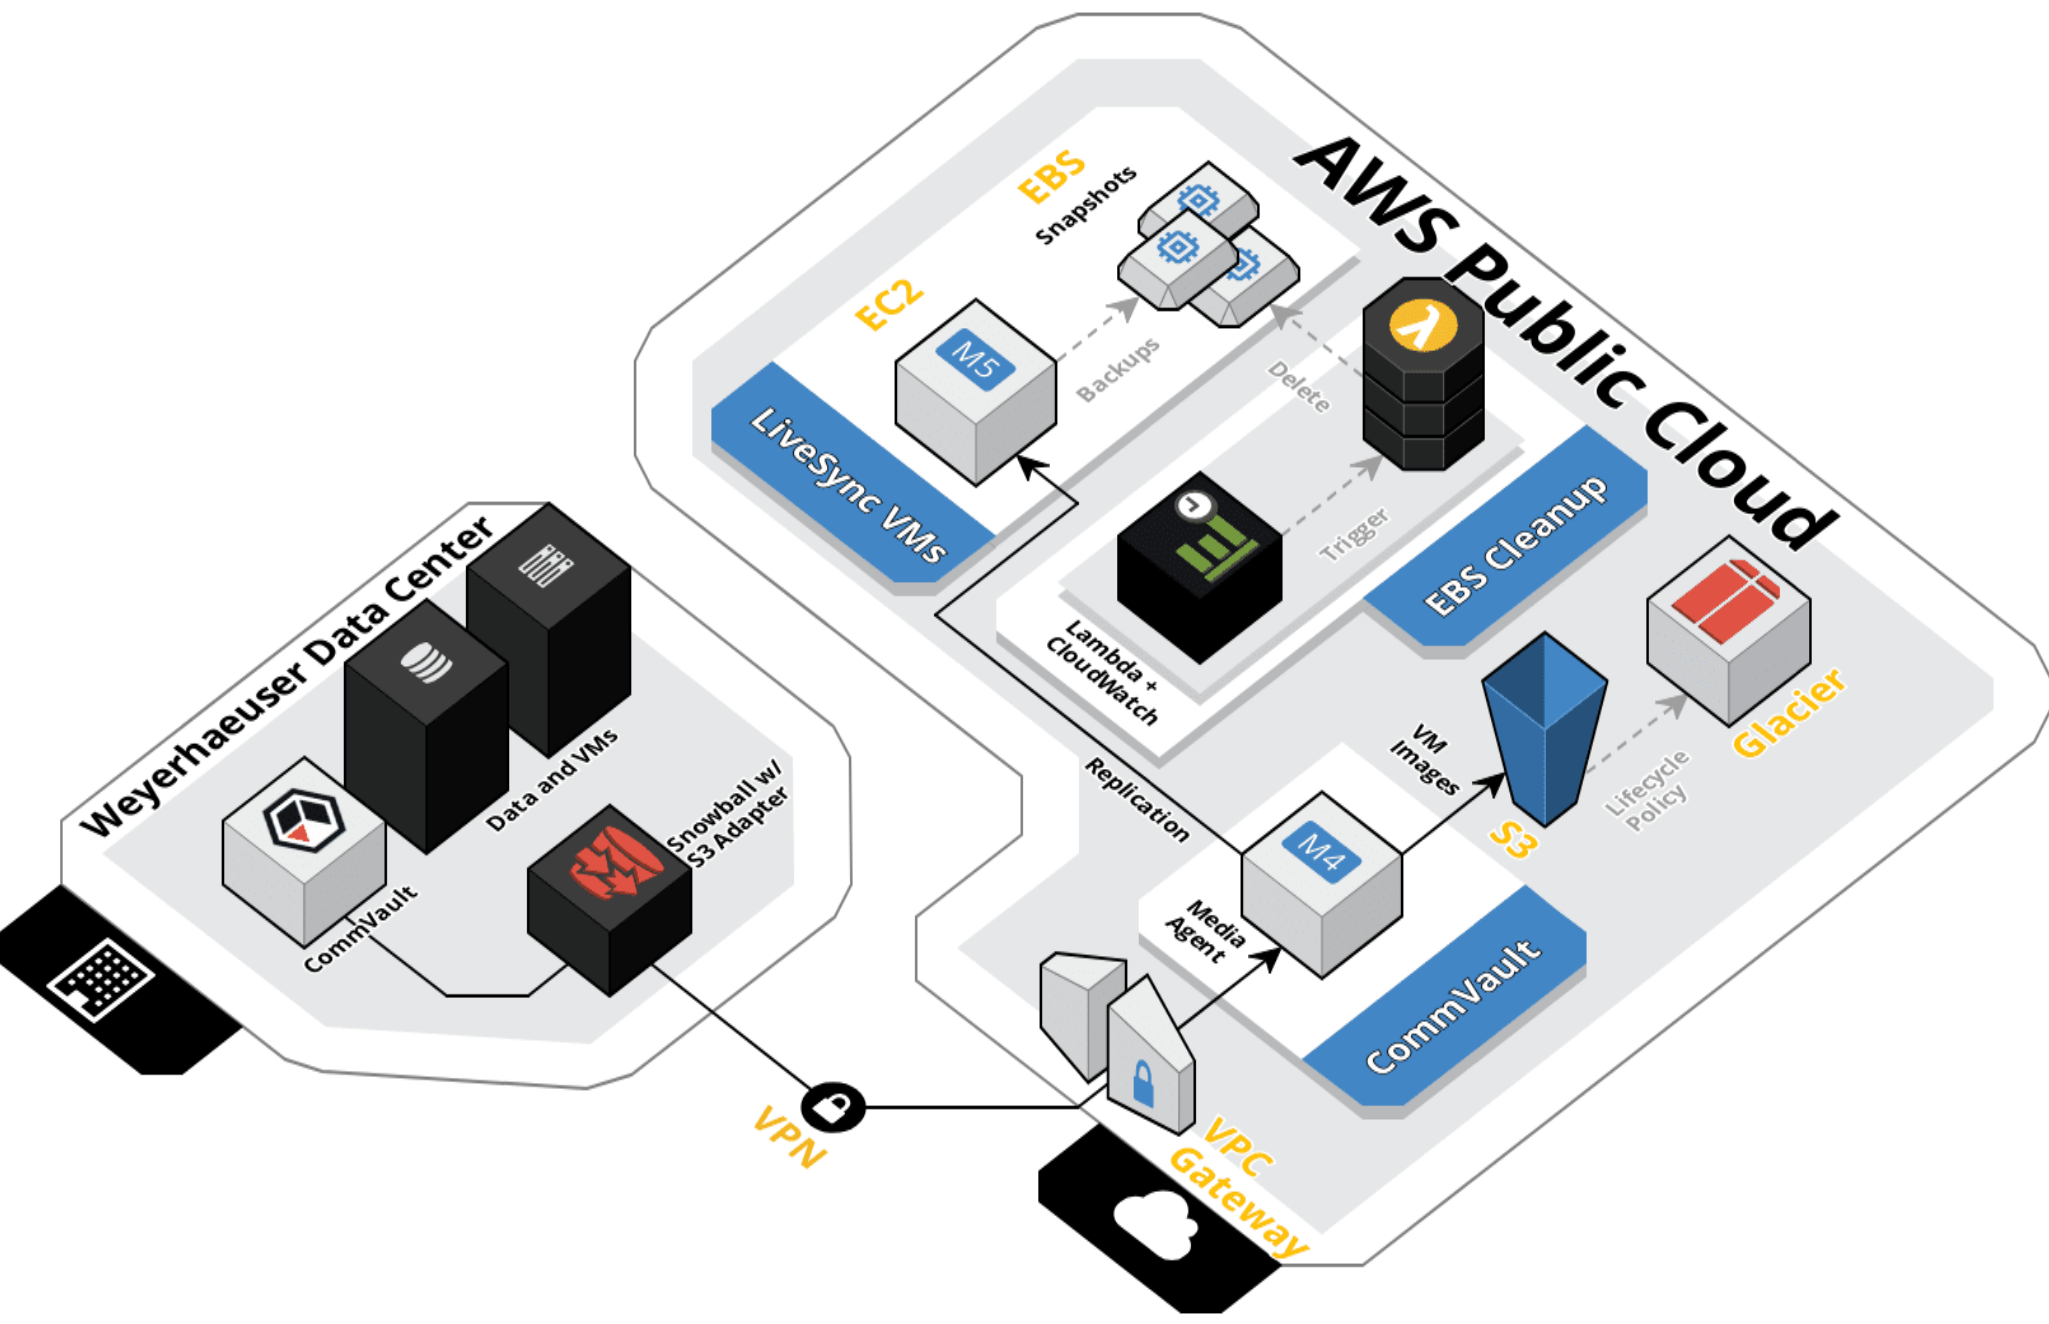 AWS Public Cloud
EBS
Snapshots
EC2
M5
Backups
Delete
LiveSync VMs
Trigger
EBS Cleanup
Lambda +
CloudWatch
Glacier
VM
Images
Lifecycle
Policy
S3
Replication
M4
Media
Agent
CommVault
VPC
Gateway
VPN
Weyerhaeuser Data Center
Data and VMs
Snowball w/
S3 Adapter
CommVault